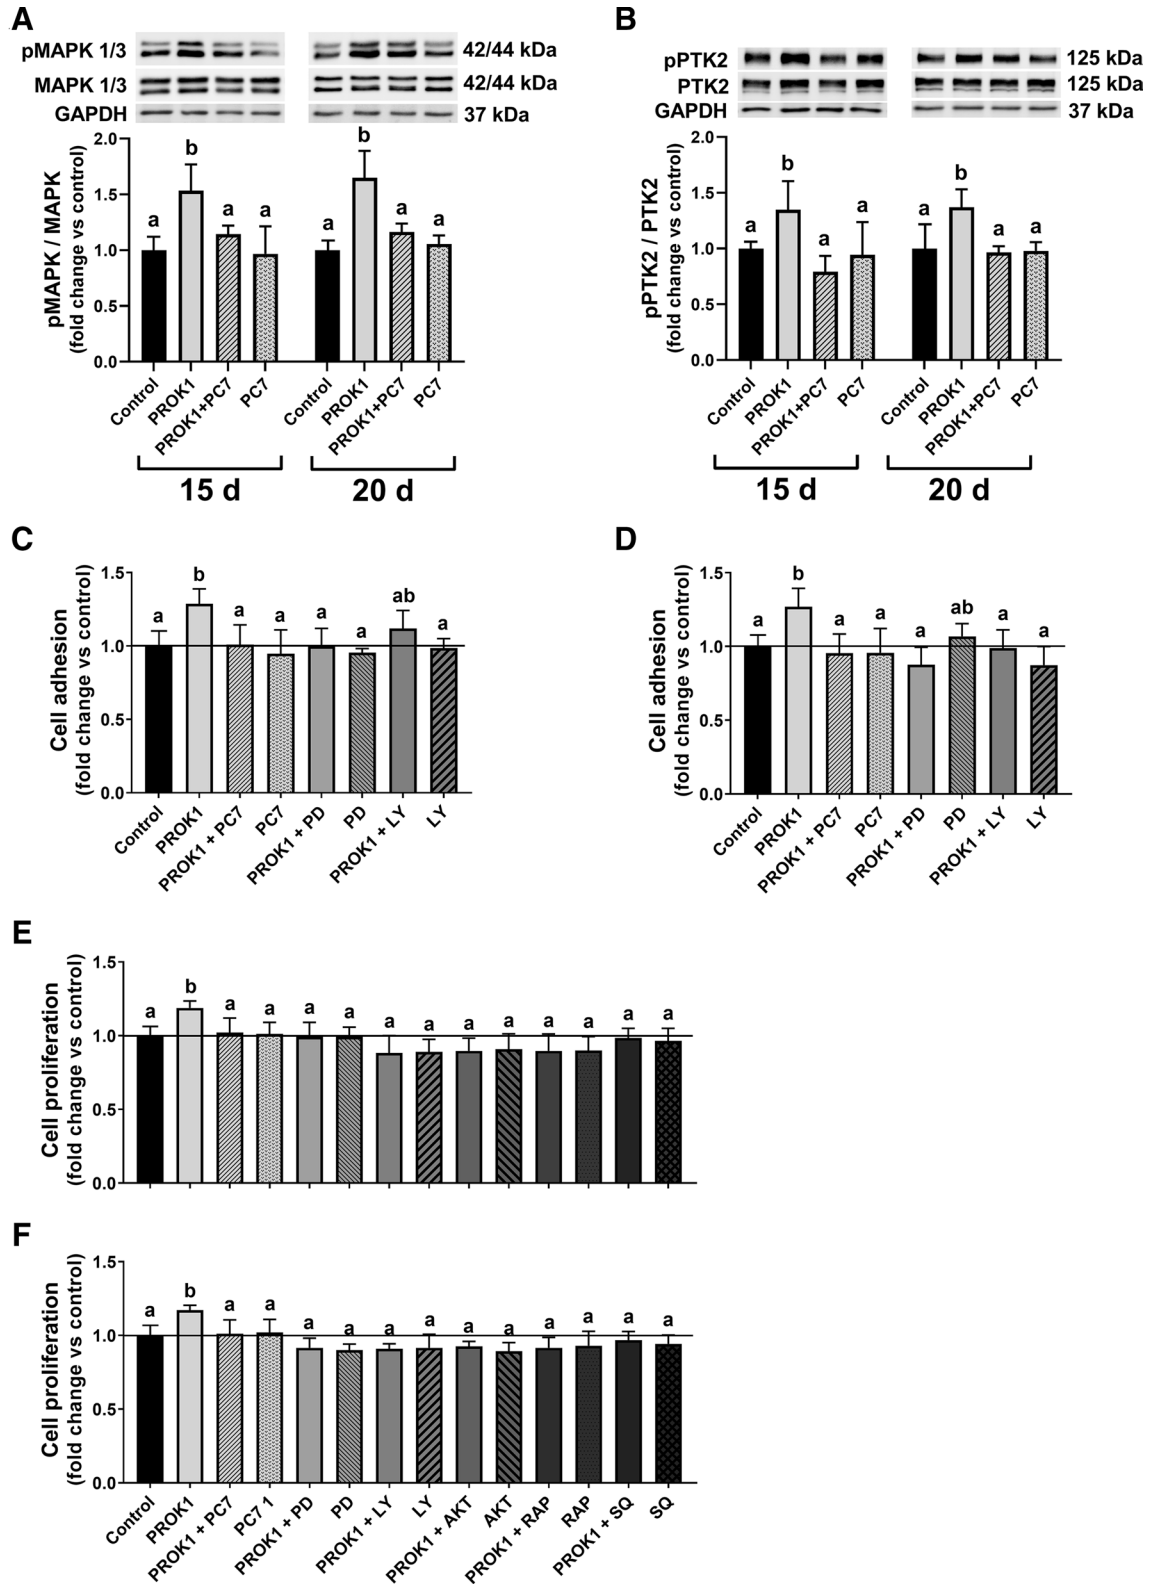 A
pMAPK 1/3
42/44 kDa
MAPK 1/3
42/44 kDa
GAPDH
37 kDa
pMAPK / MAPK
(fold change vs control)
2.0
1.5
1.0
0.5
0.0
a b a a a b a a
Control PROK1 PROK1+PC7 PC7 Control PROK1 PROK1+PC7 PC7
15 d 20 d
B
pPTK2
125 kDa
PTK2
125 kDa
GAPDH
37 kDa
pPTK2 / PTK2
(fold change vs control)
2.0
1.5
1.0
0.5
0.0
a b a a a b a a
Control PROK1 PROK1+PC7 PC7 Control PROK1 PROK1+PC7 PC7
15 d 20 d
C
Cell adhesion
(fold change vs control)
1.5
1.0
0.5
0.0
a b a a a a ab a
Control PROK1 PROK1 + PC7 PC7 PROK1 + PD PD PROK1 + LY LY
D
Cell adhesion
(fold change vs control)
1.5
1.0
0.5
0.0
a b a a a ab a a
Control PROK1 PROK1 + PC7 PC7 PROK1 + PD PD PROK1 + LY LY
E
Cell proliferation
(fold change vs control)
1.5
1.0
0.5
0.0
a b a a a a a a a a a a a a
F
Cell proliferation
(fold change vs control)
1.5
1.0
0.5
0.0
a b a a a a a a a a a a a a
Control PROK1 PROK1 + PC7 PC7 1 PROK1 + PD PD PROK1 + LY LY PROK1 + AKT AKT PROK1 + RAP RAP PROK1 + SQ SQ